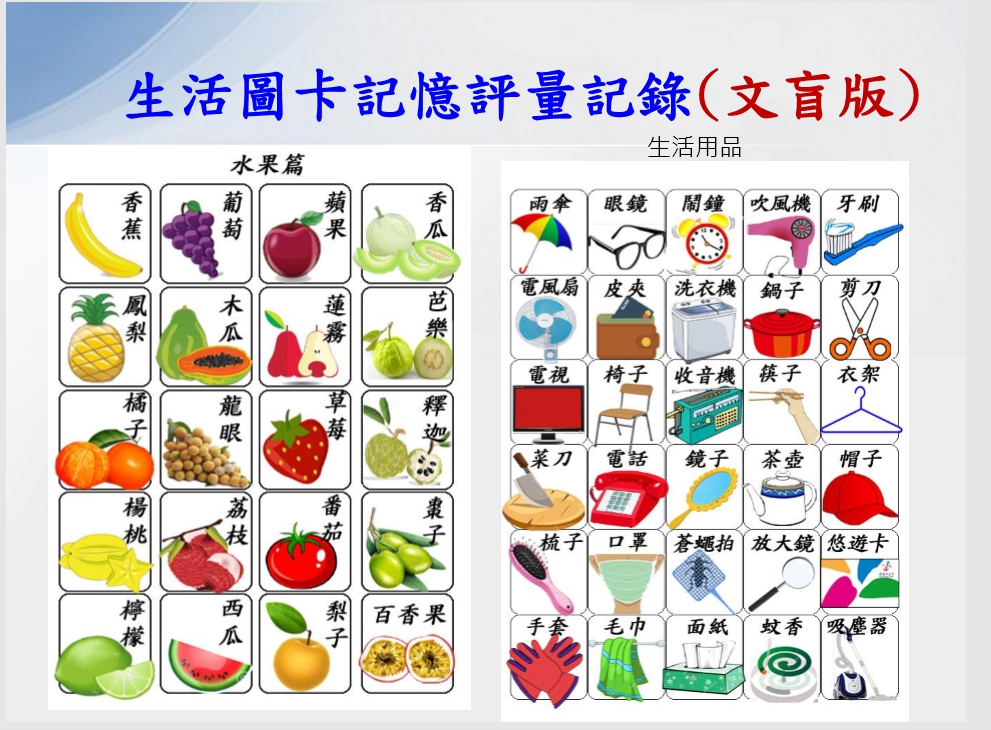 生活圖卡記憶評量記錄(文盲版)
水果篇
香蕉 葡萄 蘋果 香瓜
鳳梨 木瓜 蓮霧 芭樂
橘子 龍眼 草莓 釋迦
楊桃 荔枝 番茄 棗子
檸檬 西瓜 梨子 百香果
生活用品
雨傘 眼鏡 鬧鐘 吹風機 牙刷
電風扇 皮夾 洗衣機 鍋子 剪刀
電視 椅子 收音機 筷子 衣架
菜刀 電話 鏡子 茶壺 帽子
梳子 口罩 蒼蠅拍 放大鏡 悠遊卡
手套 毛巾 面紙 蚊香 吸塵器